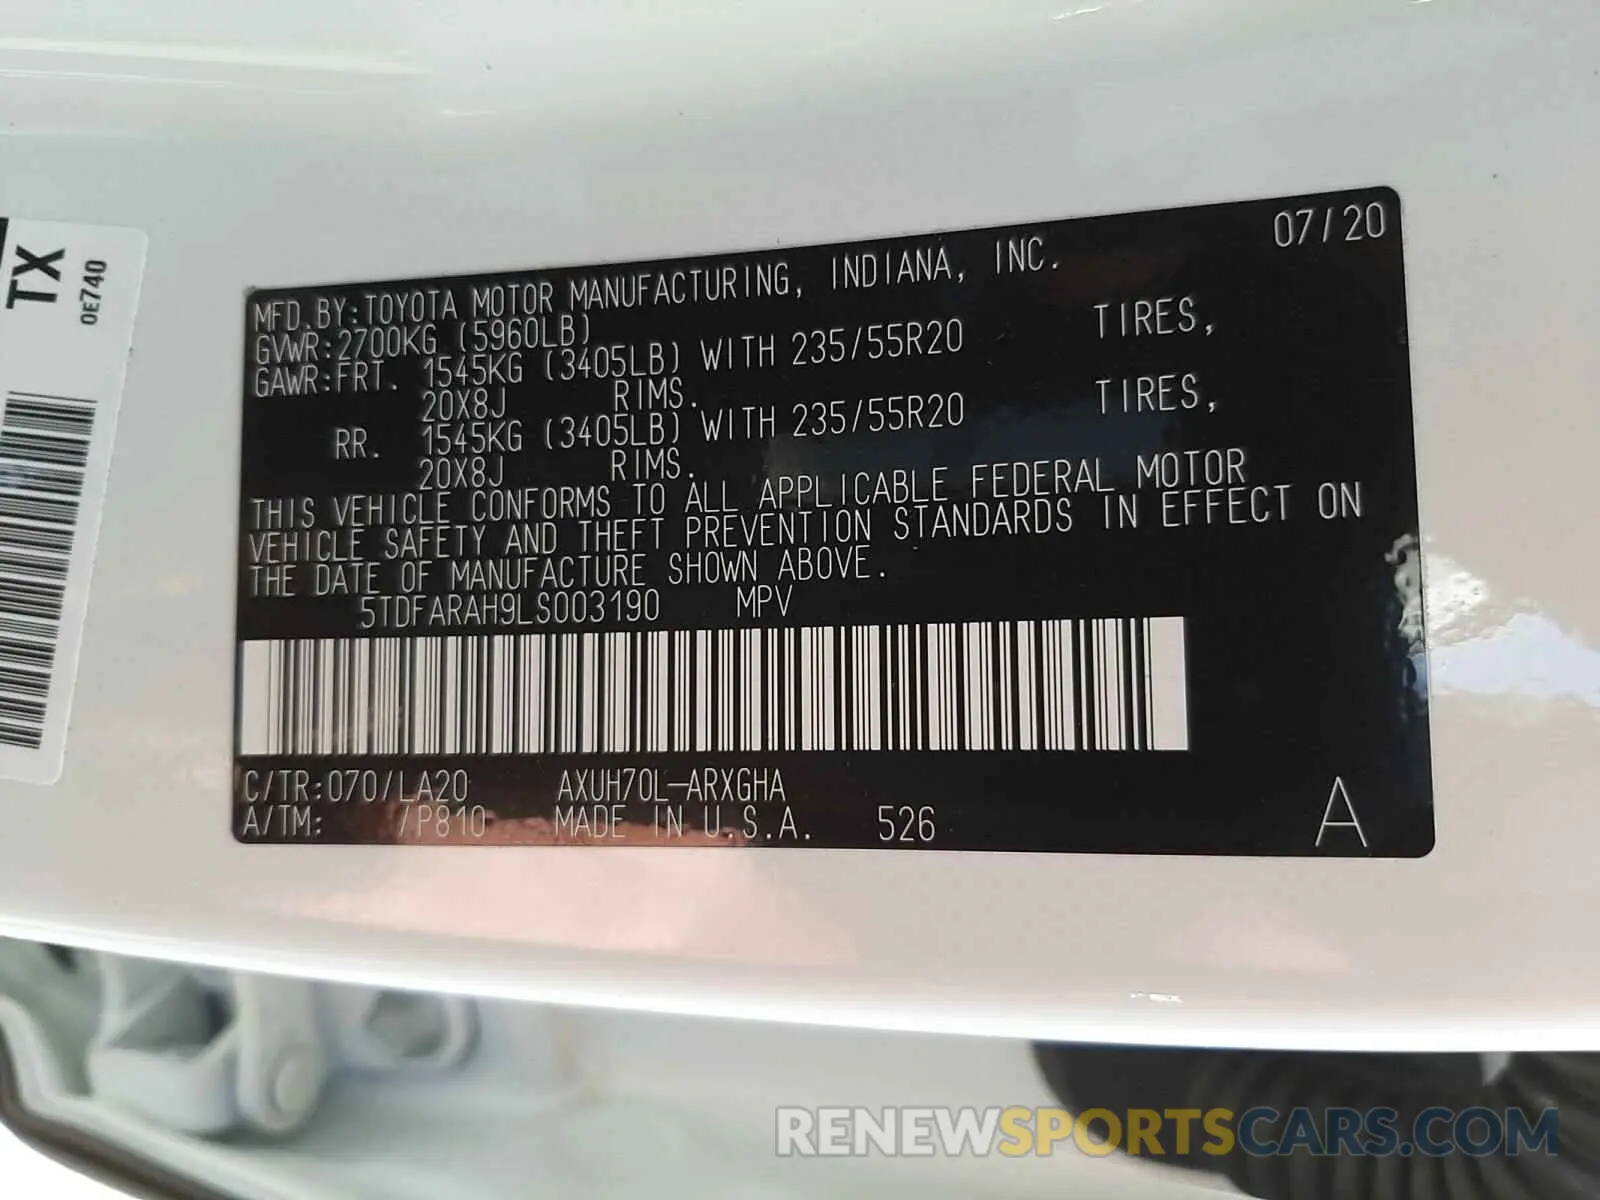 TX
0E740
07/20
MFD.BY:TOYOTA MOTOR MANUFACTURING, INDIANA, INC.
GVWR:2700KG (5960LB)
GAWR:FRT. 1545KG (3405LB) WITH 235/55R20 TIRES,
20X8J RIMS.
RR. 1545KG (3405LB) WITH 235/55R20 TIRES,
20X8J RIMS.
THIS VEHICLE CONFORMS TO ALL APPLICABLE FEDERAL MOTOR
VEHICLE SAFETY AND THEFT PREVENTION STANDARDS IN EFFECT ON
THE DATE OF MANUFACTURE SHOWN ABOVE.
5TDFARAH9LS003190 MPV
C/TR:070/LA20 AXUH70L-ARXGHA
A/TM: /P810 MADE IN U.S.A. 526
A
RENEWSPORTSCARS.COM